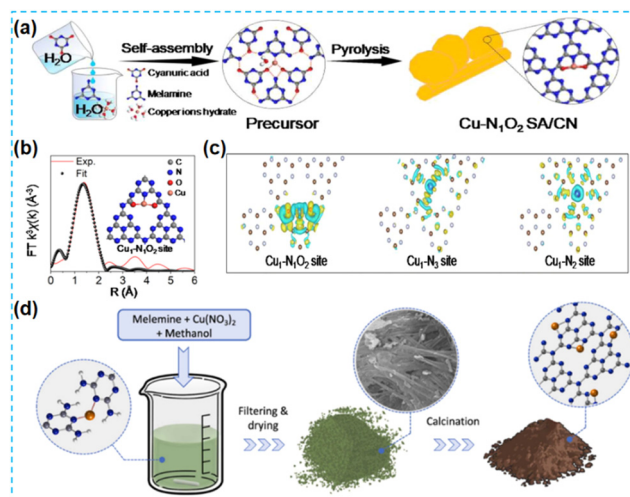 (a)
H₂O
H₂O
Self-assembly
Cyanuric acid
Melamine
Copper ions hydrate
Precursor
Pyrolysis
Cu-N₁O₂ SA/CN
(b)
Exp.
Fit
C
N
O
Cu
Cu₁-N₁O₂ site
FT |K³χ(k)| (Å⁻³)
0 1 2 3 4 5
R (Å)
(c)
Cu₁-N₁O₂ site
Cu₁-N₃ site
Cu₁-N₂ site
(d)
Melemine + Cu(NO₃)₂
+ Methanol
Filtering &
drying
Calcination